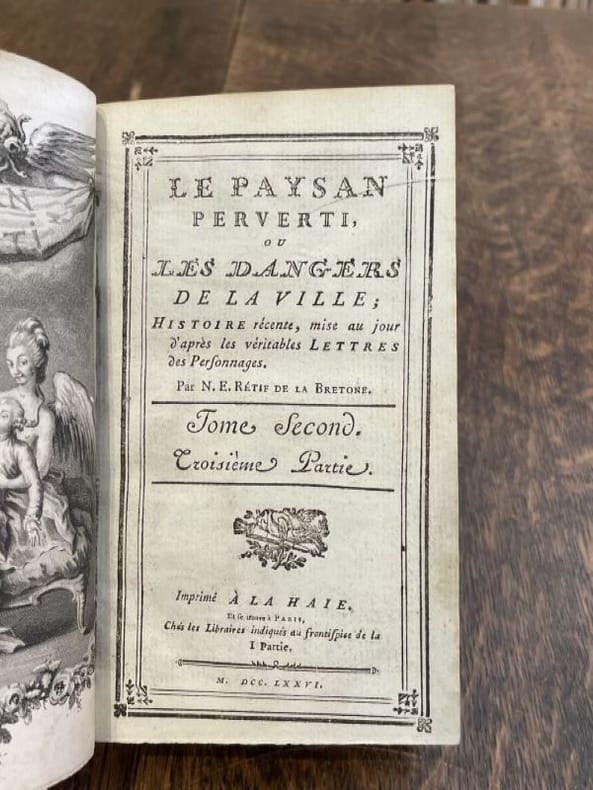 LE PAYSAN
PERVERTI,
OU
LES DANGERS
DE LA VILLE;
HISTOIRE récente, mise au jour
d'après les véritables LETTRES
des Perſonnages.
Par N. E. RÉTIF DE LA BRETONE.
Tome Second.
Troisième Partie.
Imprimé À LA HAIE.
Et ſe trouve à PARIS,
Chés les Libraires indiqués au frontiſpise de la
I Partie.
M. DCC. LXXVI.